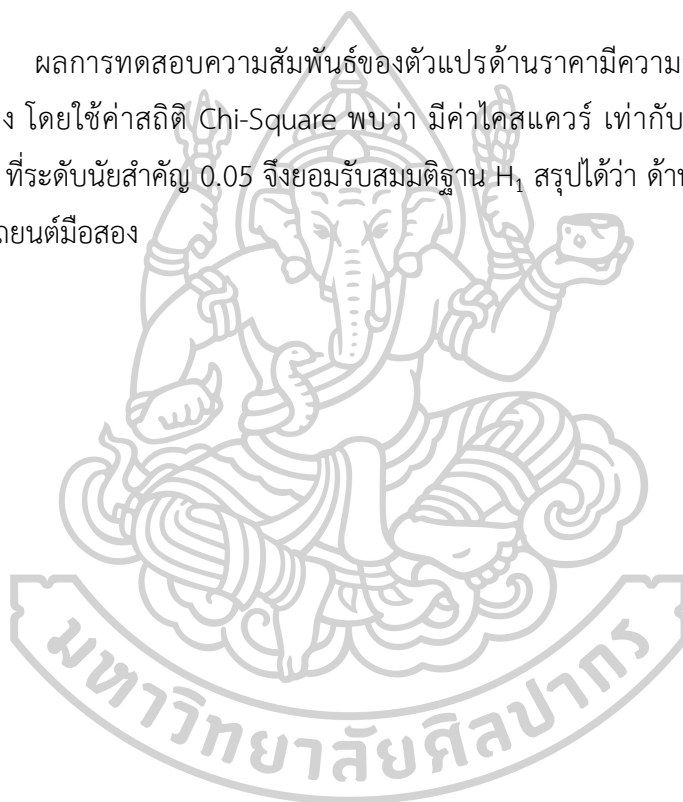 ผลการทดสอบความสัมพันธ์ของตัวแปรด้านราคามีความ
ง โดยใช้ค่าสถิติ Chi-Square พบว่า มีค่าไคสแควร์ เท่ากับ
ที่ระดับนัยสำคัญ 0.05 จึงยอมรับสมมติฐาน H₁ สรุปได้ว่า ด้าน
ถยนต์มือสอง
มหาวิทยาลัยศิลปากร